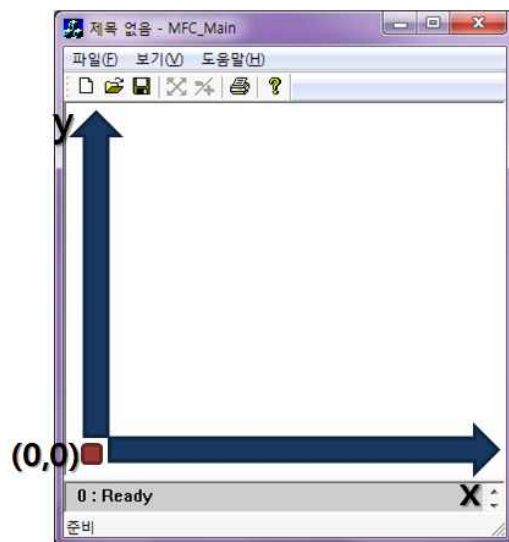 제목 없음 - MFC_Main
파일(F) 보기(V) 도움말(H)
y
(0,0)
0 : Ready
X
준비